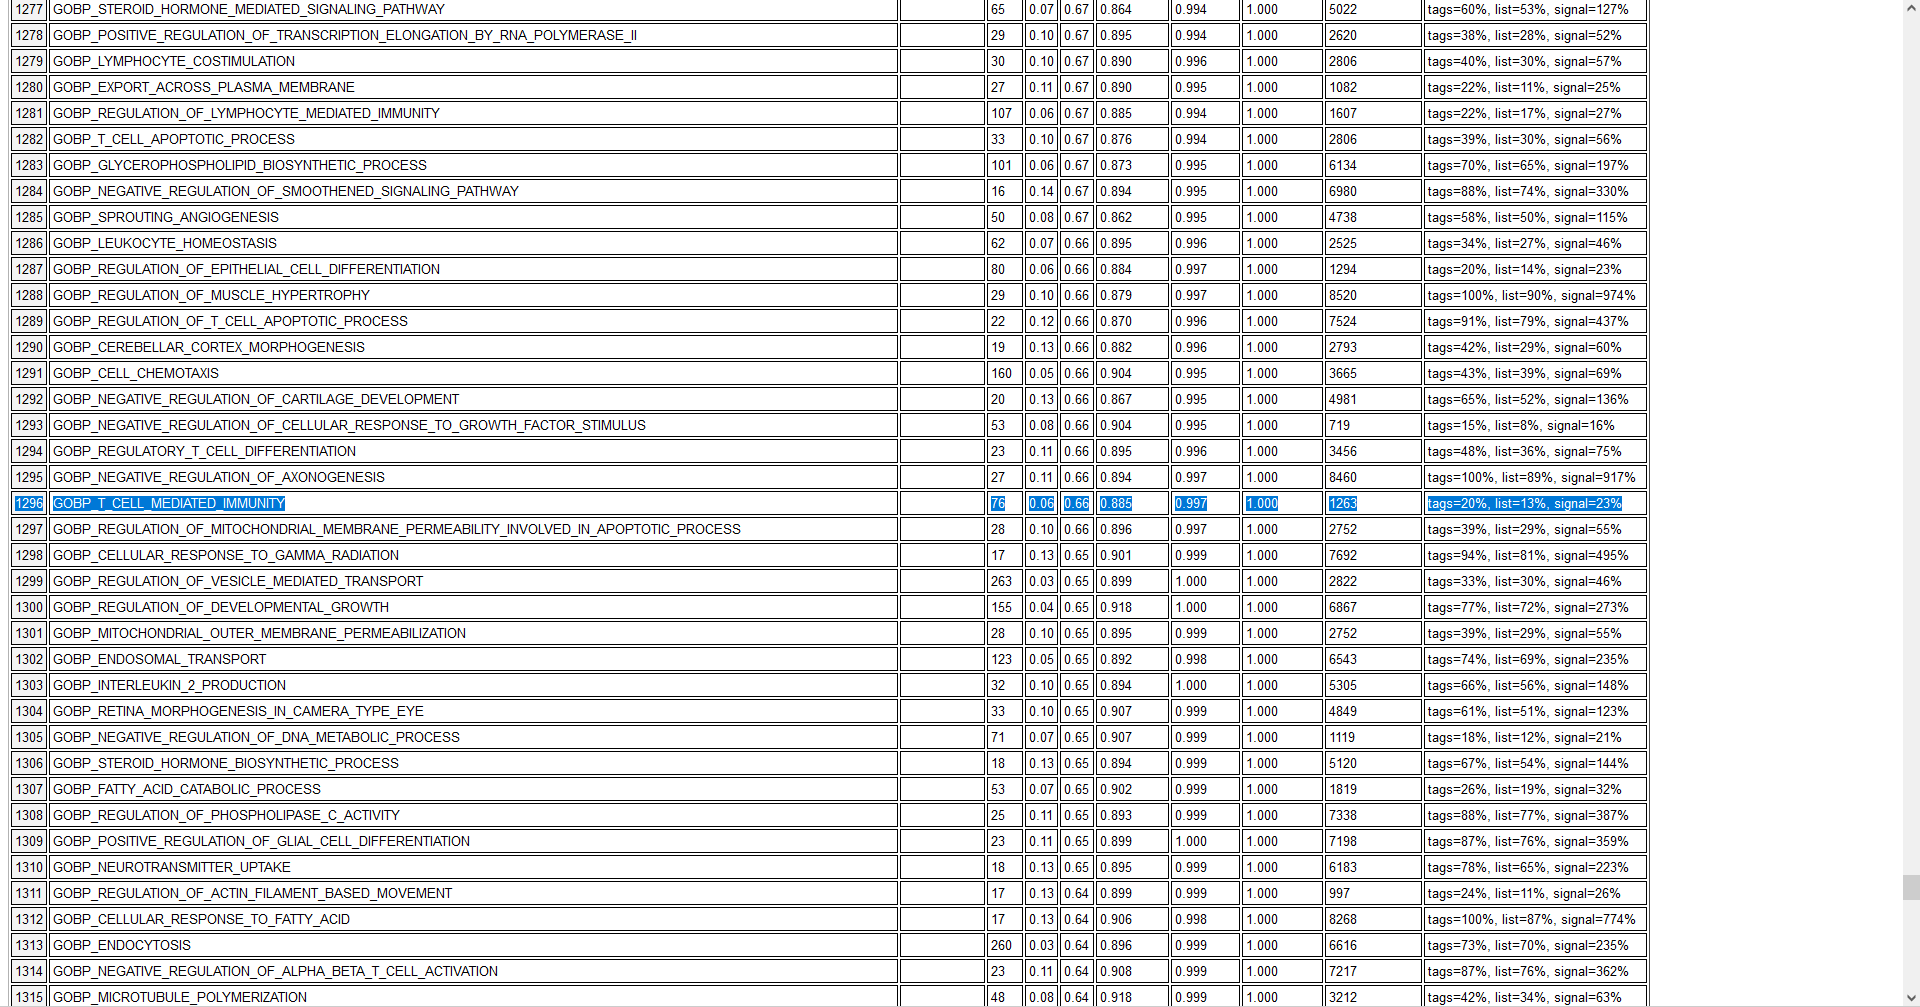 1277 GOBP_STEROID_HORMONE_MEDIATED_SIGNALING_PATHWAY 65 0.07 0.67 0.864 0.994 1.000 5022 tags=60%, list=53%, signal=127%
1278 GOBP_POSITIVE_REGULATION_OF_TRANSCRIPTION_ELONGATION_BY_RNA_POLYMERASE_II 29 0.10 0.67 0.895 0.994 1.000 2620 tags=38%, list=28%, signal=52%
1279 GOBP_LYMPHOCYTE_COSTIMULATION 30 0.10 0.67 0.890 0.996 1.000 2806 tags=40%, list=30%, signal=57%
1280 GOBP_EXPORT_ACROSS_PLASMA_MEMBRANE 27 0.11 0.67 0.890 0.995 1.000 1082 tags=22%, list=11%, signal=25%
1281 GOBP_REGULATION_OF_LYMPHOCYTE_MEDIATED_IMMUNITY 107 0.06 0.67 0.885 0.994 1.000 1607 tags=22%, list=17%, signal=27%
1282 GOBP_T_CELL_APOPTOTIC_PROCESS 33 0.10 0.67 0.876 0.994 1.000 2806 tags=39%, list=30%, signal=56%
1283 GOBP_GLYCEROPHOSPHOLIPID_BIOSYNTHETIC_PROCESS 101 0.06 0.67 0.873 0.995 1.000 6134 tags=70%, list=65%, signal=197%
1284 GOBP_NEGATIVE_REGULATION_OF_SMOOTHENED_SIGNALING_PATHWAY 16 0.14 0.67 0.894 0.995 1.000 6980 tags=88%, list=74%, signal=330%
1285 GOBP_SPROUTING_ANGIOGENESIS 50 0.08 0.67 0.862 0.995 1.000 4738 tags=58%, list=50%, signal=115%
1286 GOBP_LEUKOCYTE_HOMEOSTASIS 62 0.07 0.66 0.895 0.996 1.000 2525 tags=34%, list=27%, signal=46%
1287 GOBP_REGULATION_OF_EPITHELIAL_CELL_DIFFERENTIATION 80 0.06 0.66 0.884 0.997 1.000 1294 tags=20%, list=14%, signal=23%
1288 GOBP_REGULATION_OF_MUSCLE_HYPERTROPHY 29 0.10 0.66 0.879 0.997 1.000 8520 tags=100%, list=90%, signal=974%
1289 GOBP_REGULATION_OF_T_CELL_APOPTOTIC_PROCESS 22 0.12 0.66 0.870 0.996 1.000 7524 tags=91%, list=79%, signal=437%
1290 GOBP_CEREBELLAR_CORTEX_MORPHOGENESIS 19 0.13 0.66 0.882 0.996 1.000 2793 tags=42%, list=29%, signal=60%
1291 GOBP_CELL_CHEMOTAXIS 160 0.05 0.66 0.904 0.995 1.000 3665 tags=43%, list=39%, signal=69%
1292 GOBP_NEGATIVE_REGULATION_OF_CARTILAGE_DEVELOPMENT 20 0.13 0.66 0.867 0.995 1.000 4981 tags=65%, list=52%, signal=136%
1293 GOBP_NEGATIVE_REGULATION_OF_CELLULAR_RESPONSE_TO_GROWTH_FACTOR_STIMULUS 53 0.08 0.66 0.904 0.995 1.000 719 tags=15%, list=8%, signal=16%
1294 GOBP_REGULATORY_T_CELL_DIFFERENTIATION 23 0.11 0.66 0.895 0.996 1.000 3456 tags=48%, list=36%, signal=75%
1295 GOBP_NEGATIVE_REGULATION_OF_AXONOGENESIS 27 0.11 0.66 0.894 0.997 1.000 8460 tags=100%, list=89%, signal=917%
1296 GOBP_T_CELL_MEDIATED_IMMUNITY 76 0.06 0.66 0.885 0.997 1.000 1263 tags=20%, list=13%, signal=23%
1297 GOBP_REGULATION_OF_MITOCHONDRIAL_MEMBRANE_PERMEABILITY_INVOLVED_IN_APOPTOTIC_PROCESS 28 0.10 0.66 0.896 0.997 1.000 2752 tags=39%, list=29%, signal=55%
1298 GOBP_CELLULAR_RESPONSE_TO_GAMMA_RADIATION 17 0.13 0.65 0.901 0.999 1.000 7692 tags=94%, list=81%, signal=495%
1299 GOBP_REGULATION_OF_VESICLE_MEDIATED_TRANSPORT 263 0.03 0.65 0.899 1.000 1.000 2822 tags=33%, list=30%, signal=46%
1300 GOBP_REGULATION_OF_DEVELOPMENTAL_GROWTH 155 0.04 0.65 0.918 1.000 1.000 6867 tags=77%, list=72%, signal=273%
1301 GOBP_MITOCHONDRIAL_OUTER_MEMBRANE_PERMEABILIZATION 28 0.10 0.65 0.895 0.999 1.000 2752 tags=39%, list=29%, signal=55%
1302 GOBP_ENDOSOMAL_TRANSPORT 123 0.05 0.65 0.892 0.998 1.000 6543 tags=74%, list=69%, signal=235%
1303 GOBP_INTERLEUKIN_2_PRODUCTION 32 0.10 0.65 0.894 1.000 1.000 5305 tags=66%, list=56%, signal=148%
1304 GOBP_RETINA_MORPHOGENESIS_IN_CAMERA_TYPE_EYE 33 0.10 0.65 0.907 0.999 1.000 4849 tags=61%, list=51%, signal=123%
1305 GOBP_NEGATIVE_REGULATION_OF_DNA_METABOLIC_PROCESS 71 0.07 0.65 0.907 0.999 1.000 1119 tags=18%, list=12%, signal=21%
1306 GOBP_STEROID_HORMONE_BIOSYNTHETIC_PROCESS 18 0.13 0.65 0.894 0.999 1.000 5120 tags=67%, list=54%, signal=144%
1307 GOBP_FATTY_ACID_CATABOLIC_PROCESS 53 0.07 0.65 0.902 0.999 1.000 1819 tags=26%, list=19%, signal=32%
1308 GOBP_REGULATION_OF_PHOSPHOLIPASE_C_ACTIVITY 25 0.11 0.65 0.893 0.999 1.000 7338 tags=88%, list=77%, signal=387%
1309 GOBP_POSITIVE_REGULATION_OF_GLIAL_CELL_DIFFERENTIATION 23 0.11 0.65 0.899 1.000 1.000 7198 tags=87%, list=76%, signal=359%
1310 GOBP_NEUROTRANSMITTER_UPTAKE 18 0.13 0.65 0.895 0.999 1.000 6183 tags=78%, list=65%, signal=223%
1311 GOBP_REGULATION_OF_ACTIN_FILAMENT_BASED_MOVEMENT 17 0.13 0.64 0.899 0.999 1.000 997 tags=24%, list=11%, signal=26%
1312 GOBP_CELLULAR_RESPONSE_TO_FATTY_ACID 17 0.13 0.64 0.906 0.998 1.000 8268 tags=100%, list=87%, signal=774%
1313 GOBP_ENDOCYTOSIS 260 0.03 0.64 0.896 0.999 1.000 6616 tags=73%, list=70%, signal=235%
1314 GOBP_NEGATIVE_REGULATION_OF_ALPHA_BETA_T_CELL_ACTIVATION 23 0.11 0.64 0.908 0.999 1.000 7217 tags=87%, list=76%, signal=362%
1315 GOBP_MICROTUBULE_POLYMERIZATION 48 0.08 0.64 0.918 0.999 1.000 3212 tags=42%, list=34%, signal=63%